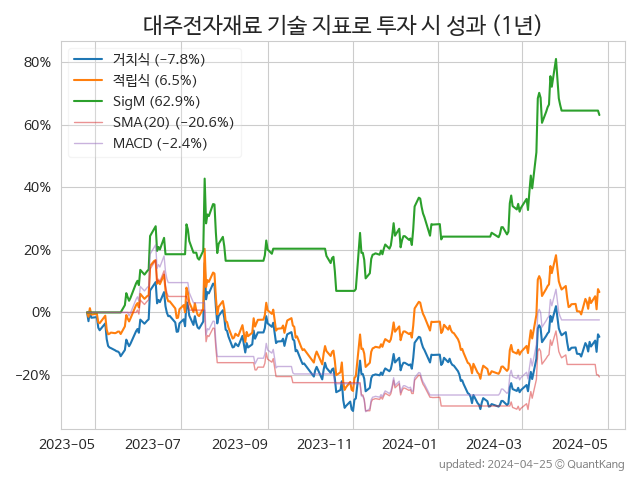 대주전자재료 기술 지표로 투자 시 성과 (1년)
거치식 (−7.8%)
적립식 (6.5%)
SigM (62.9%)
SMA(20) (−20.6%)
MACD (−2.4%)
80%
60%
40%
20%
0%
−20%
2023-05 2023-07 2023-09 2023-11 2024-01 2024-03 2024-05
updated: 2024-04-25 © QuantKang